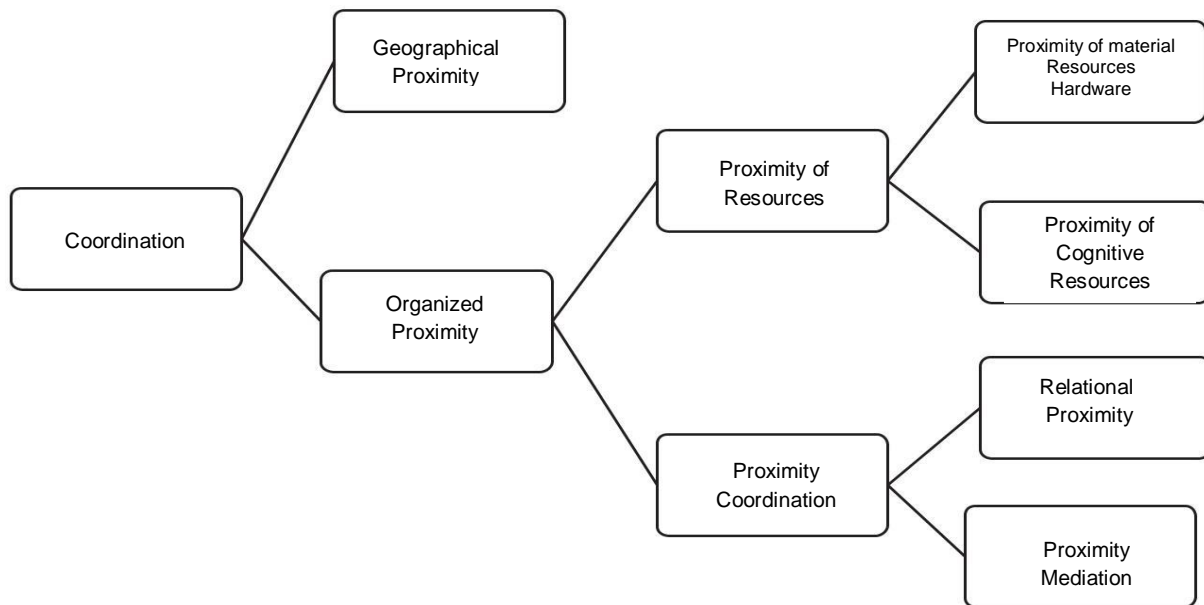 Coordination
Geographical
Proximity
Organized
Proximity
Proximity of
Resources
Proximity
Coordination
Proximity of material
Resources
Hardware
Proximity of
Cognitive
Resources
Relational
Proximity
Proximity
Mediation